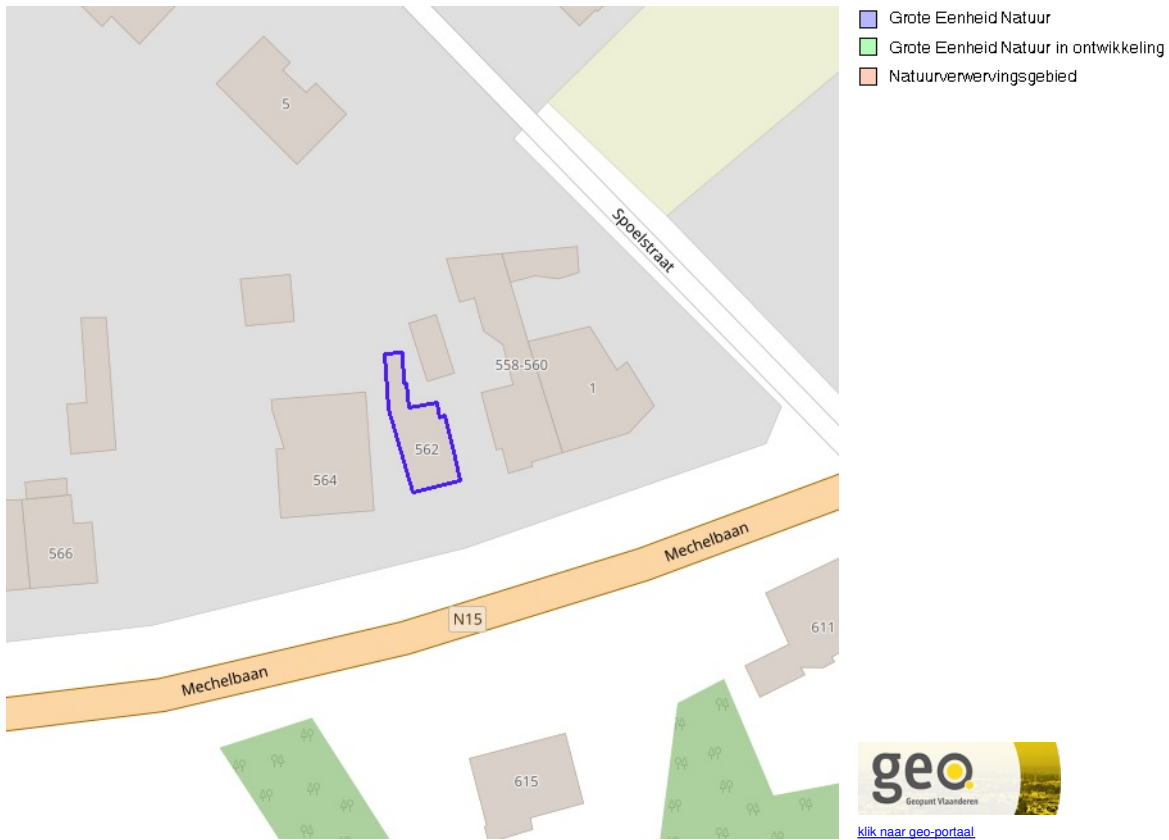 Grote Eenheid Natuur
Grote Eenheid Natuur in ontwikkeling
Natuurverwervingsgebied
5
Spoelstraat
558-560
1
562
564
566
Mechelbaan
N15
611
Mechelbaan
615
geo
Geopunt Vlaanderen
klik naar geo-portaal